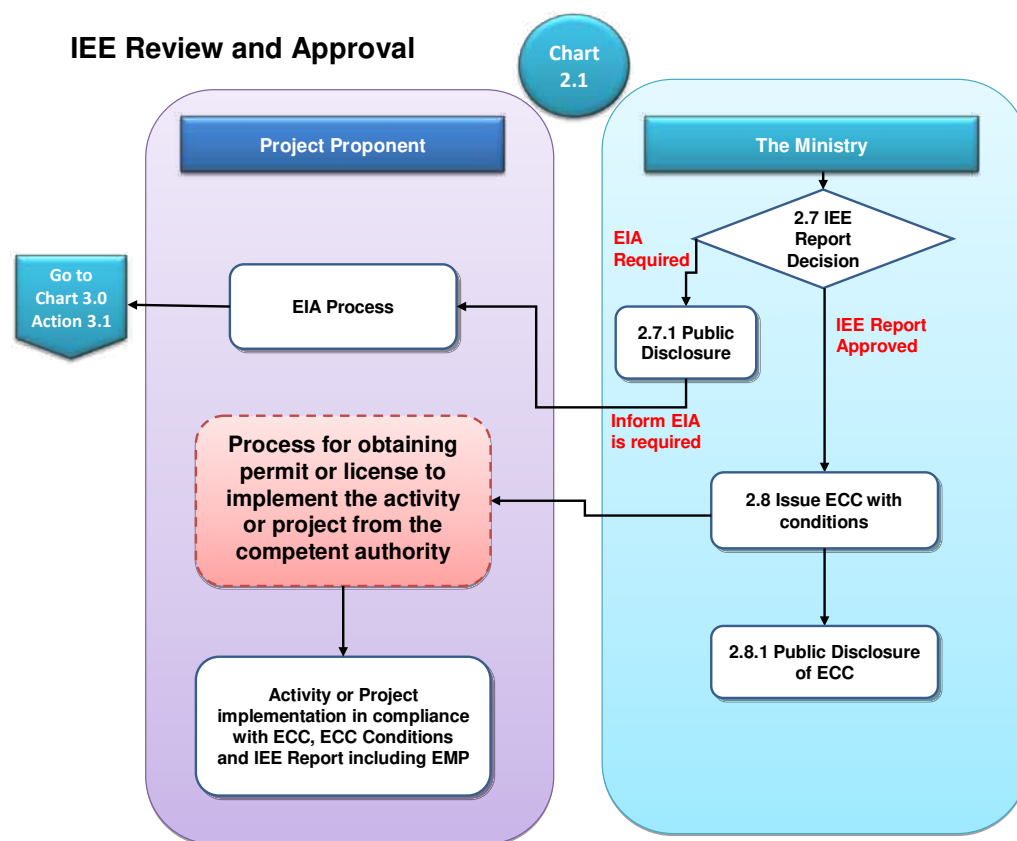 IEE Review and Approval
Chart
2.1
Project Proponent
The Ministry
2.7 IEE
Report
Decision
EIA
Required
Go to
Chart 3.0
Action 3.1
EIA Process
2.7.1 Public
Disclosure
IEE Report
Approved
Inform EIA
is required
Process for obtaining
permit or license to
implement the activity
or project from the
competent authority
2.8 Issue ECC with
conditions
2.8.1 Public Disclosure
of ECC
Activity or Project
implementation in compliance
with ECC, ECC Conditions
and IEE Report including EMP